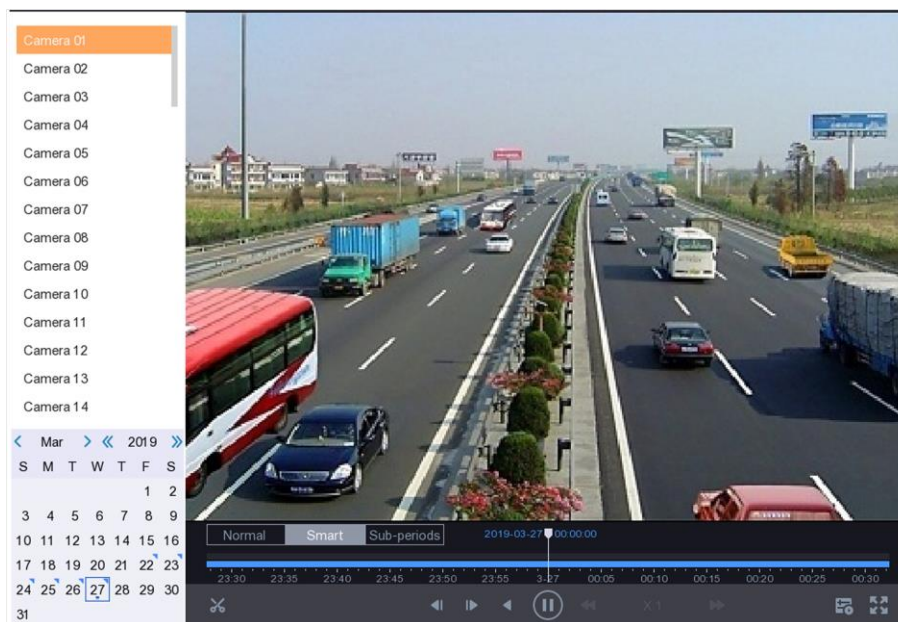 Camera 01
Camera 02
Camera 03
Camera 04
Camera 05
Camera 06
Camera 07
Camera 08
Camera 09
Camera 10
Camera 11
Camera 12
Camera 13
Camera 14
< Mar > « 2019 »
S M T W T F S
1 2
3 4 5 6 7 8 9
10 11 12 13 14 15 16
17 18 19 20 21 22 23
24 25 26 27 28 29 30
31
Normal Smart Sub-periods 2019-03-27 00:00:00
23:30 23:35 23:40 23:45 23:50 23:55 3-27 00:05 00:10 00:15 00:20 00:25 00:30
X 1